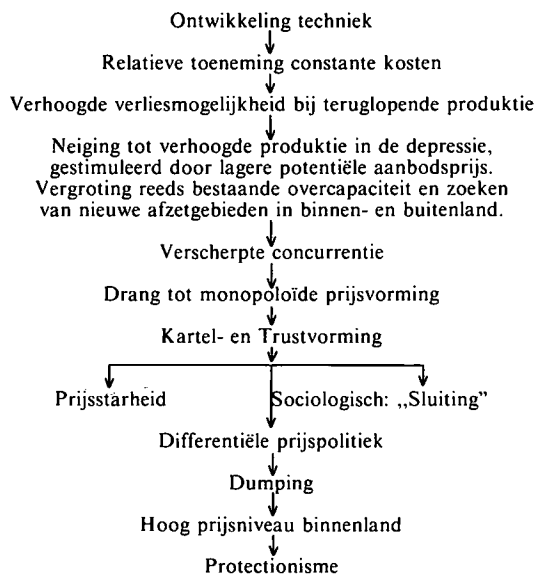 Ontwikkeling techniek
Relatieve toeneming constante kosten
Verhoogde verliesmogelijkheid bij teruglopende produktie
Neiging tot verhoogde produktie in de depressie,
gestimuleerd door lagere potentiële aanbodsprijs.
Vergroting reeds bestaande overcapaciteit en zoeken
van nieuwe afzetgebieden in binnen- en buitenland.
Verscherpte concurrentie
Drang tot monopoloïde prijsvorming
Kartel- en Trustvorming
Prijsstarheid
Sociologisch: ,,Sluiting”
Differentiële prijspolitiek
Dumping
Hoog prijsniveau binnenland
Protectionisme